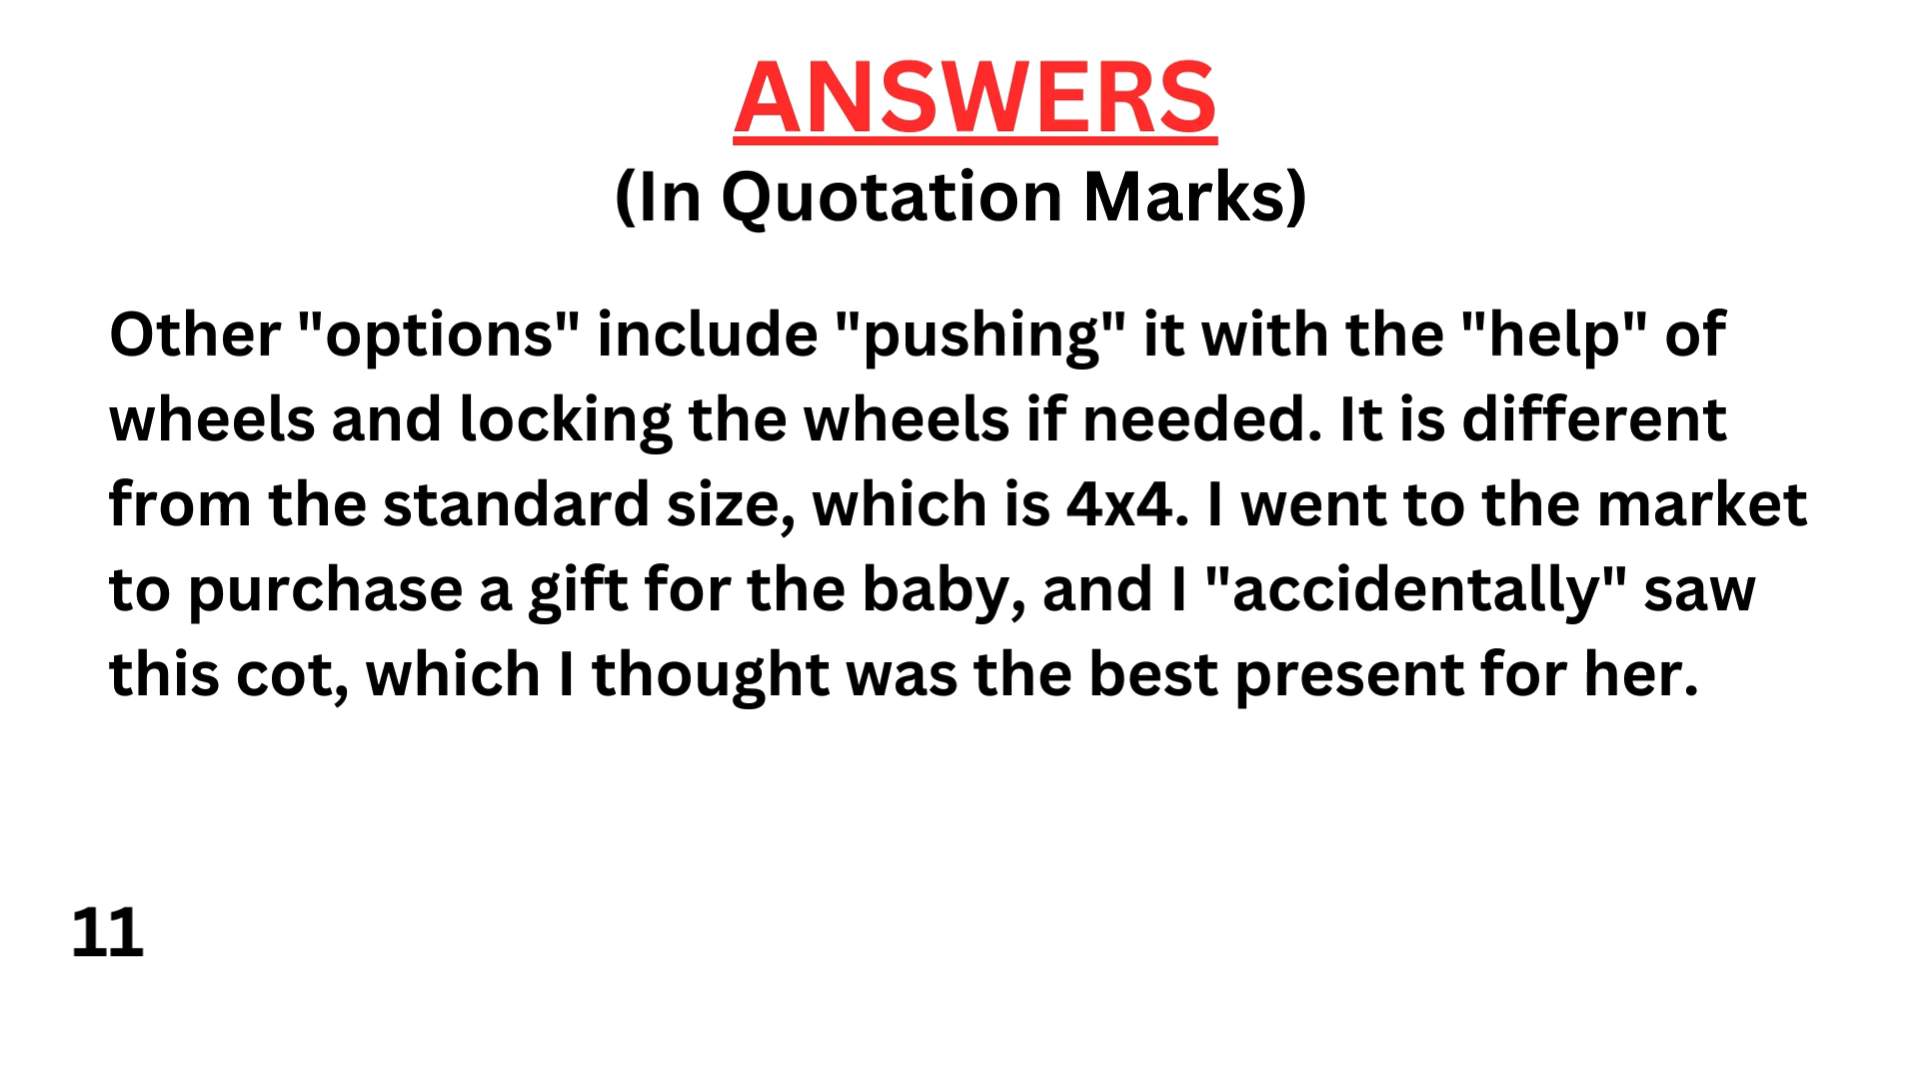 ANSWERS
(In Quotation Marks)
Other "options" include "pushing" it with the "help" of
wheels and locking the wheels if needed. It is different
from the standard size, which is 4x4. I went to the market
to purchase a gift for the baby, and I "accidentally" saw
this cot, which I thought was the best present for her.
11